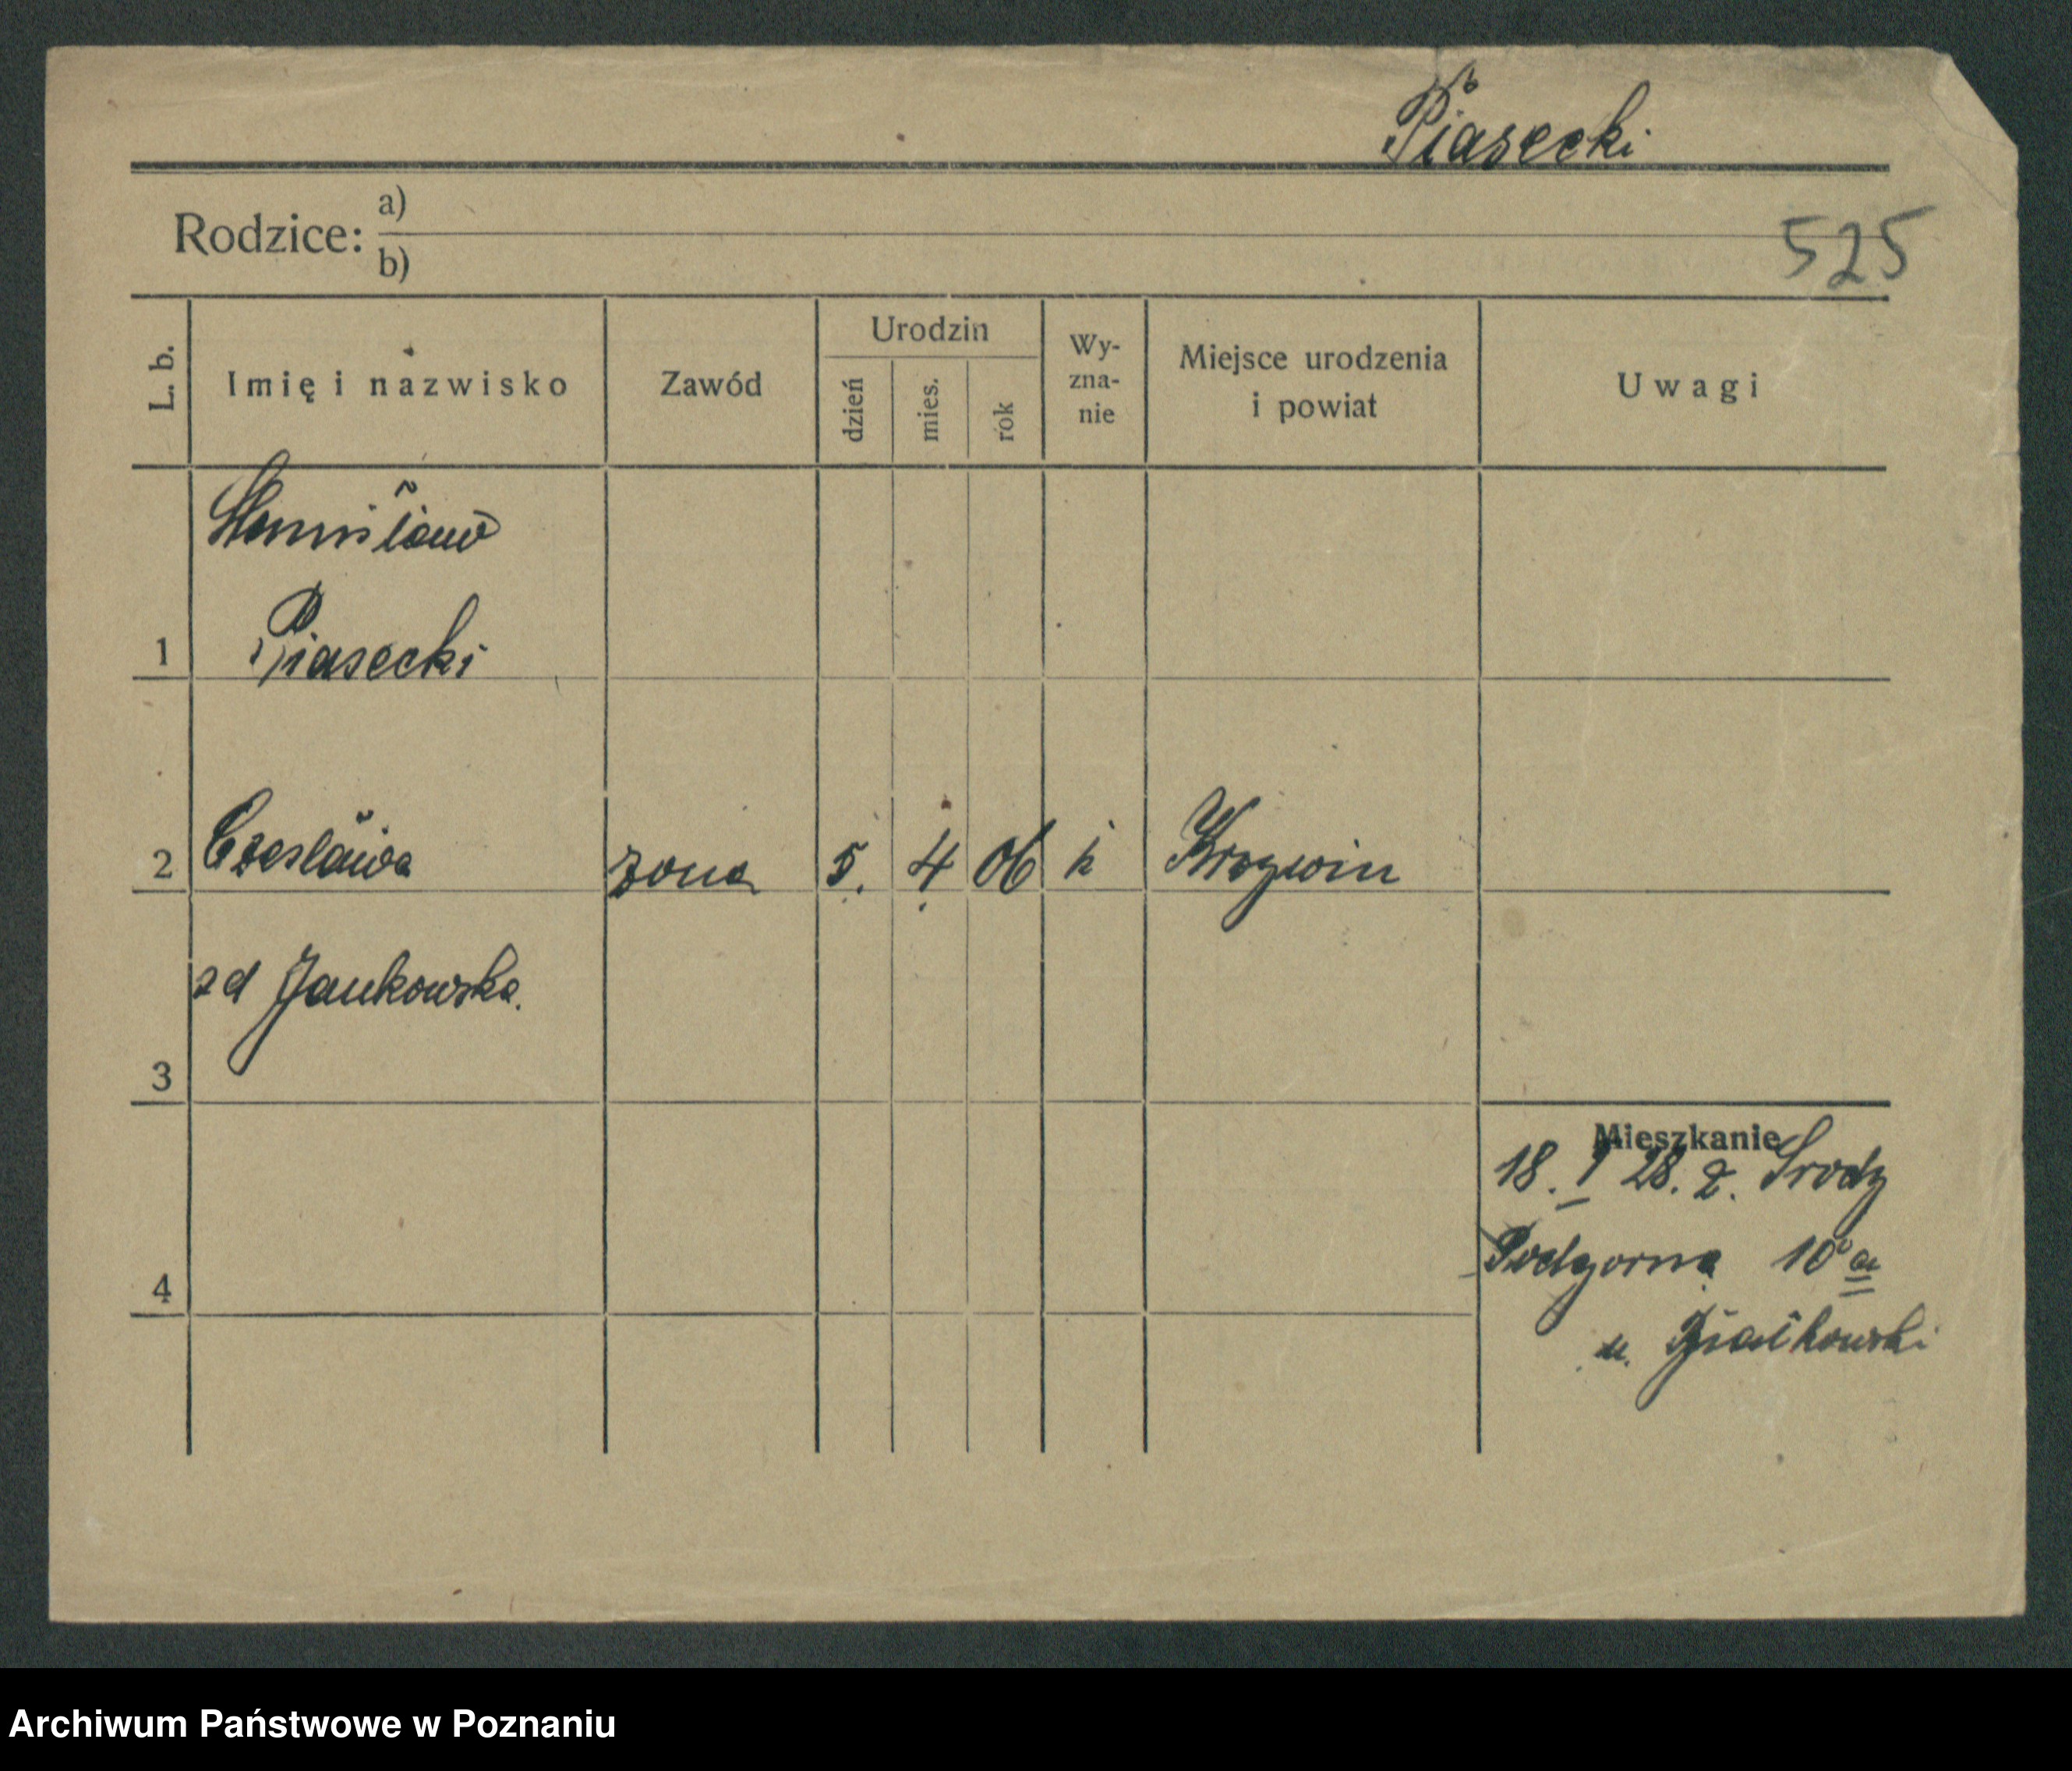 Piasecki
Rodzice: a)
b)
525
L. b.
Imię i nazwisko
Zawód
Urodzin
dzień
mies.
rok
Wy-
zna-
nie
Miejsce urodzenia
i powiat
Uwagi
Stanisław
1 Piasecki
2 Czesława żona 5. 4 06 k Krzywin
zd Jankowska.
3
Mieszkanie
18. 1 28. z. Środy
Podgorna 10a
4
u.
Archiwum Państwowe w Poznaniu